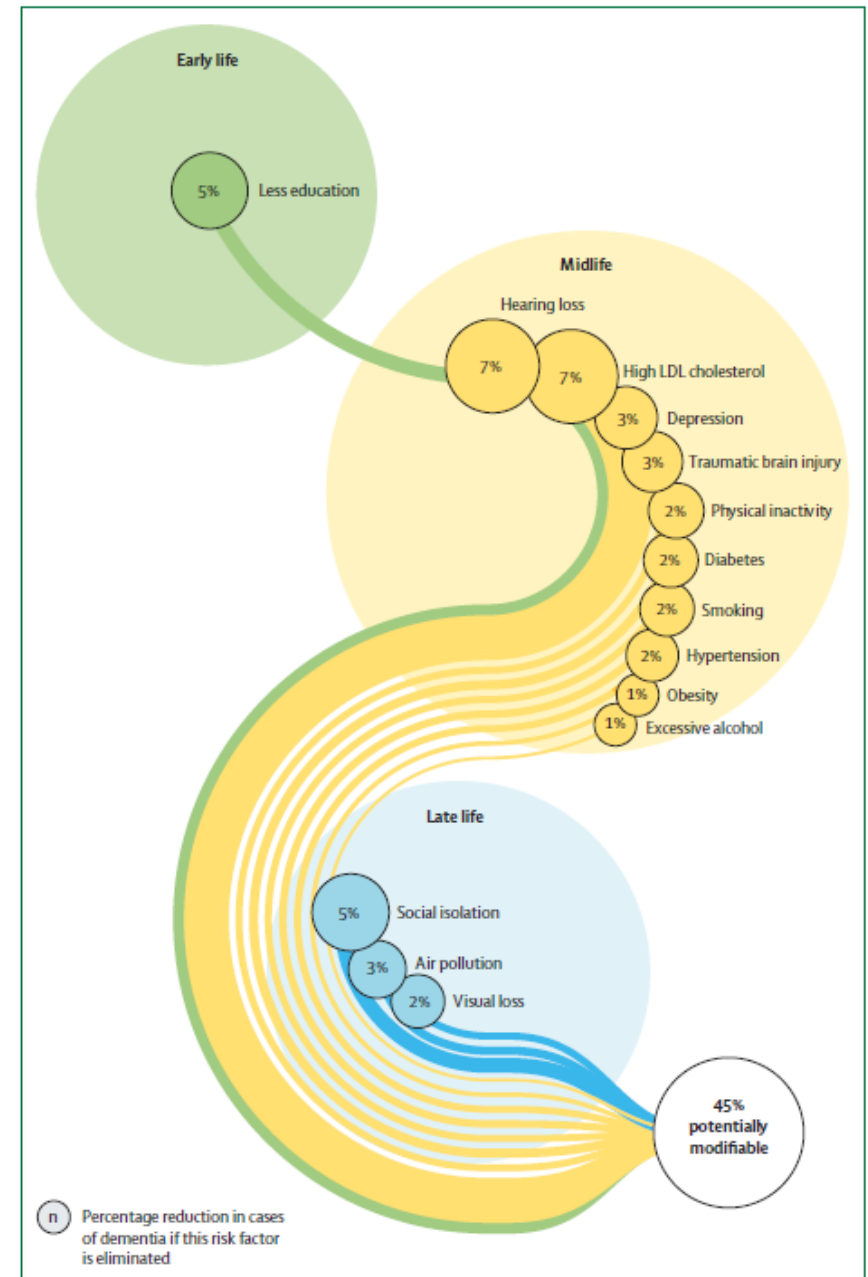 Early life
5%
Less education
Midlife
Hearing loss
7%
7%
High LDL cholesterol
3%
Depression
3%
Traumatic brain injury
2%
Physical inactivity
2%
Diabetes
2%
Smoking
2%
Hypertension
1%
Obesity
1%
Excessive alcohol
Late life
5%
Social isolation
3%
Air pollution
2%
Visual loss
45%
potentially
modifiable
n
Percentage reduction in cases
of dementia if this risk factor
is eliminated